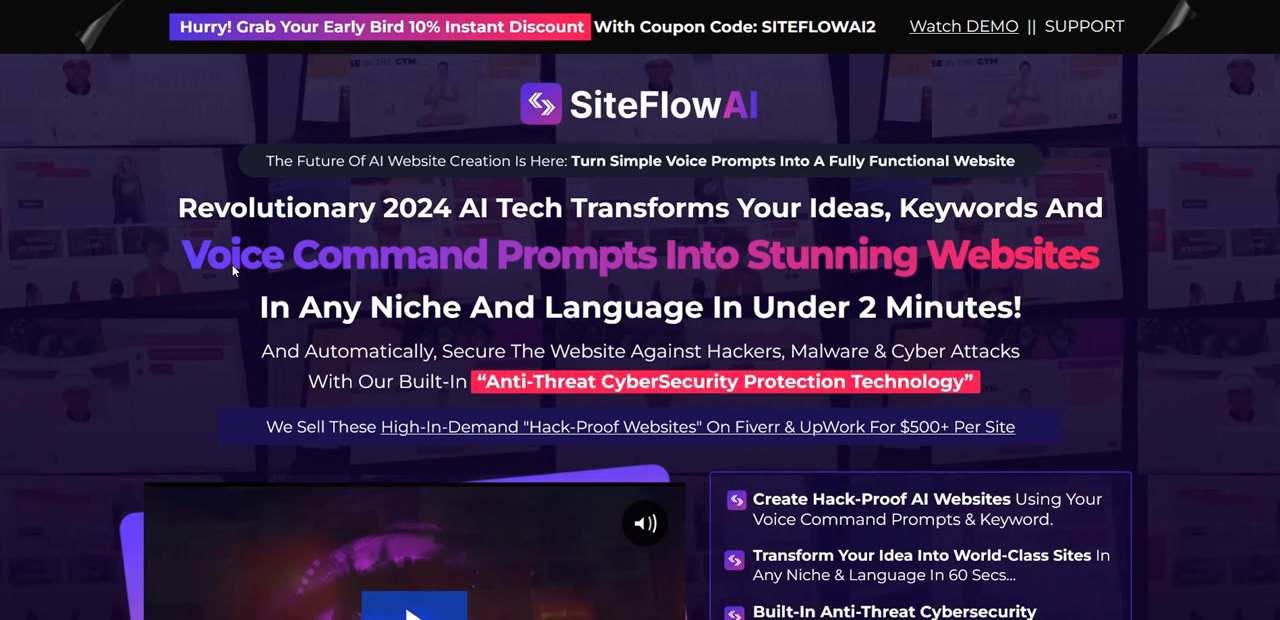 Hurry! Grab Your Early Bird 10% Instant Discount With Coupon Code: SITEFLOWAI2 Watch DEMO || SUPPORT
SiteFlowAI
The Future Of AI Website Creation Is Here: Turn Simple Voice Prompts Into A Fully Functional Website
Revolutionary 2024 AI Tech Transforms Your Ideas, Keywords And
Voice Command Prompts Into Stunning Websites
In Any Niche And Language In Under 2 Minutes!
And Automatically, Secure The Website Against Hackers, Malware & Cyber Attacks
With Our Built-In “Anti-Threat CyberSecurity Protection Technology”
We Sell These High-In-Demand "Hack-Proof Websites" On Fiverr & UpWork For $500+ Per Site
Create Hack-Proof AI Websites Using Your
Voice Command Prompts & Keyword.
Transform Your Idea Into World-Class Sites In
Any Niche & Language In 60 Secs...
Built-In Anti-Threat Cybersecurity